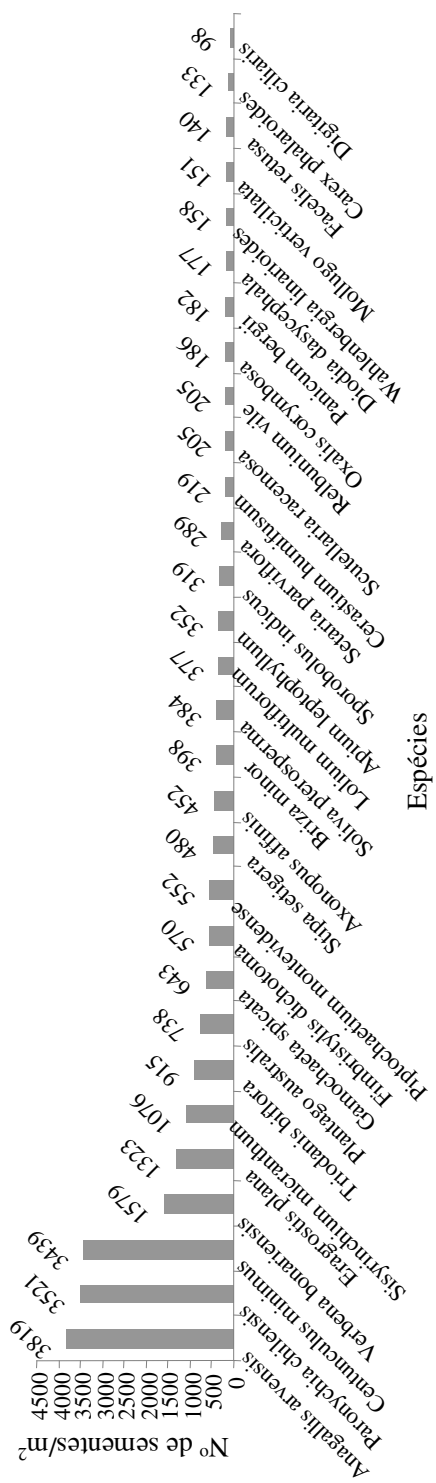 Nº de sementes/m²
4500
4000
3500
3000
2500
2000
1500
1000
500
0
3819
3521
3439
1579
1323
1076
915
738
643
570
552
480
452
398
384
377
352
319
289
219
205
205
186
182
177
158
151
140
133
98
Anagallis arvensis
Paronychia chilensis
Centunculus minimus
Verbena bonariensis
Eragrostis plana
Sisyrinchium micranthum
Triodanis biflora
Plantago australis
Gamochaeta spicata
Fimbristylis dichotoma
Piptochaetium montevidense
Stipa setigera
Axonopus affinis
Briza minor
Soliva pterosperma
Lolium multiflorum
Apium leptophyllum
Sporobolus indicus
Setaria parviflora
Cerastium humifusum
Scutellaria racemosa
Relbunium vile
Oxalis corymbosa
Panicum bergii
Diodia dasycephala
Wahlenbergia linarioides
Mollugo verticillata
Facelis retusa
Carex phalaroides
Digitaria ciliaris
Espécies